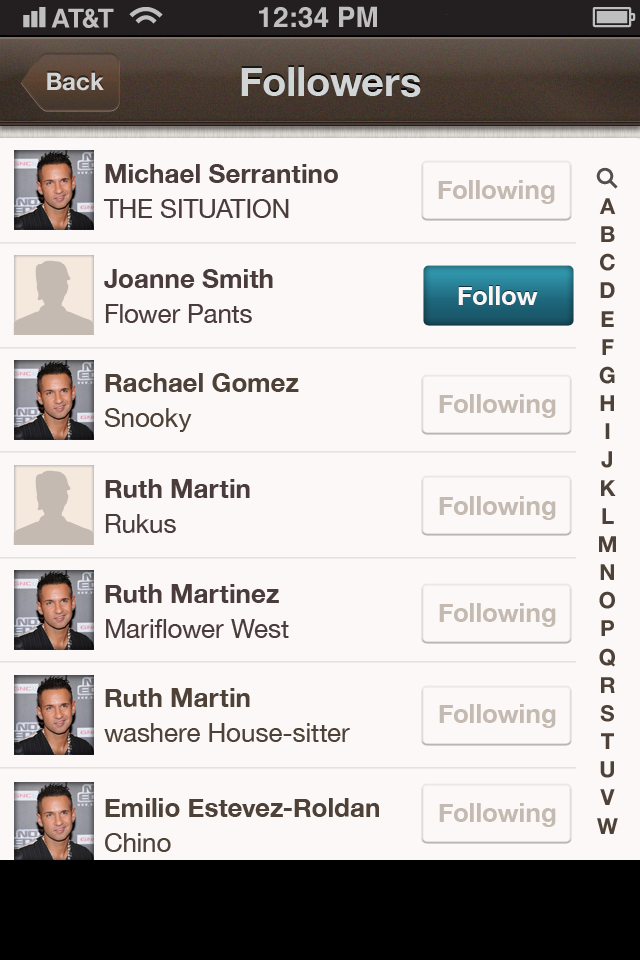 AT&T 12:34 PM
Back
Followers
Michael Serrantino
THE SITUATION
Following
Joanne Smith
Flower Pants
Follow
Rachael Gomez
Snooky
Following
Ruth Martin
Rukus
Following
Ruth Martinez
Mariflower West
Following
Ruth Martin
washere House-sitter
Following
Emilio Estevez-Roldan
Chino
Following
A
B
C
D
E
F
G
H
I
J
K
L
M
N
O
P
Q
R
S
T
U
V
W